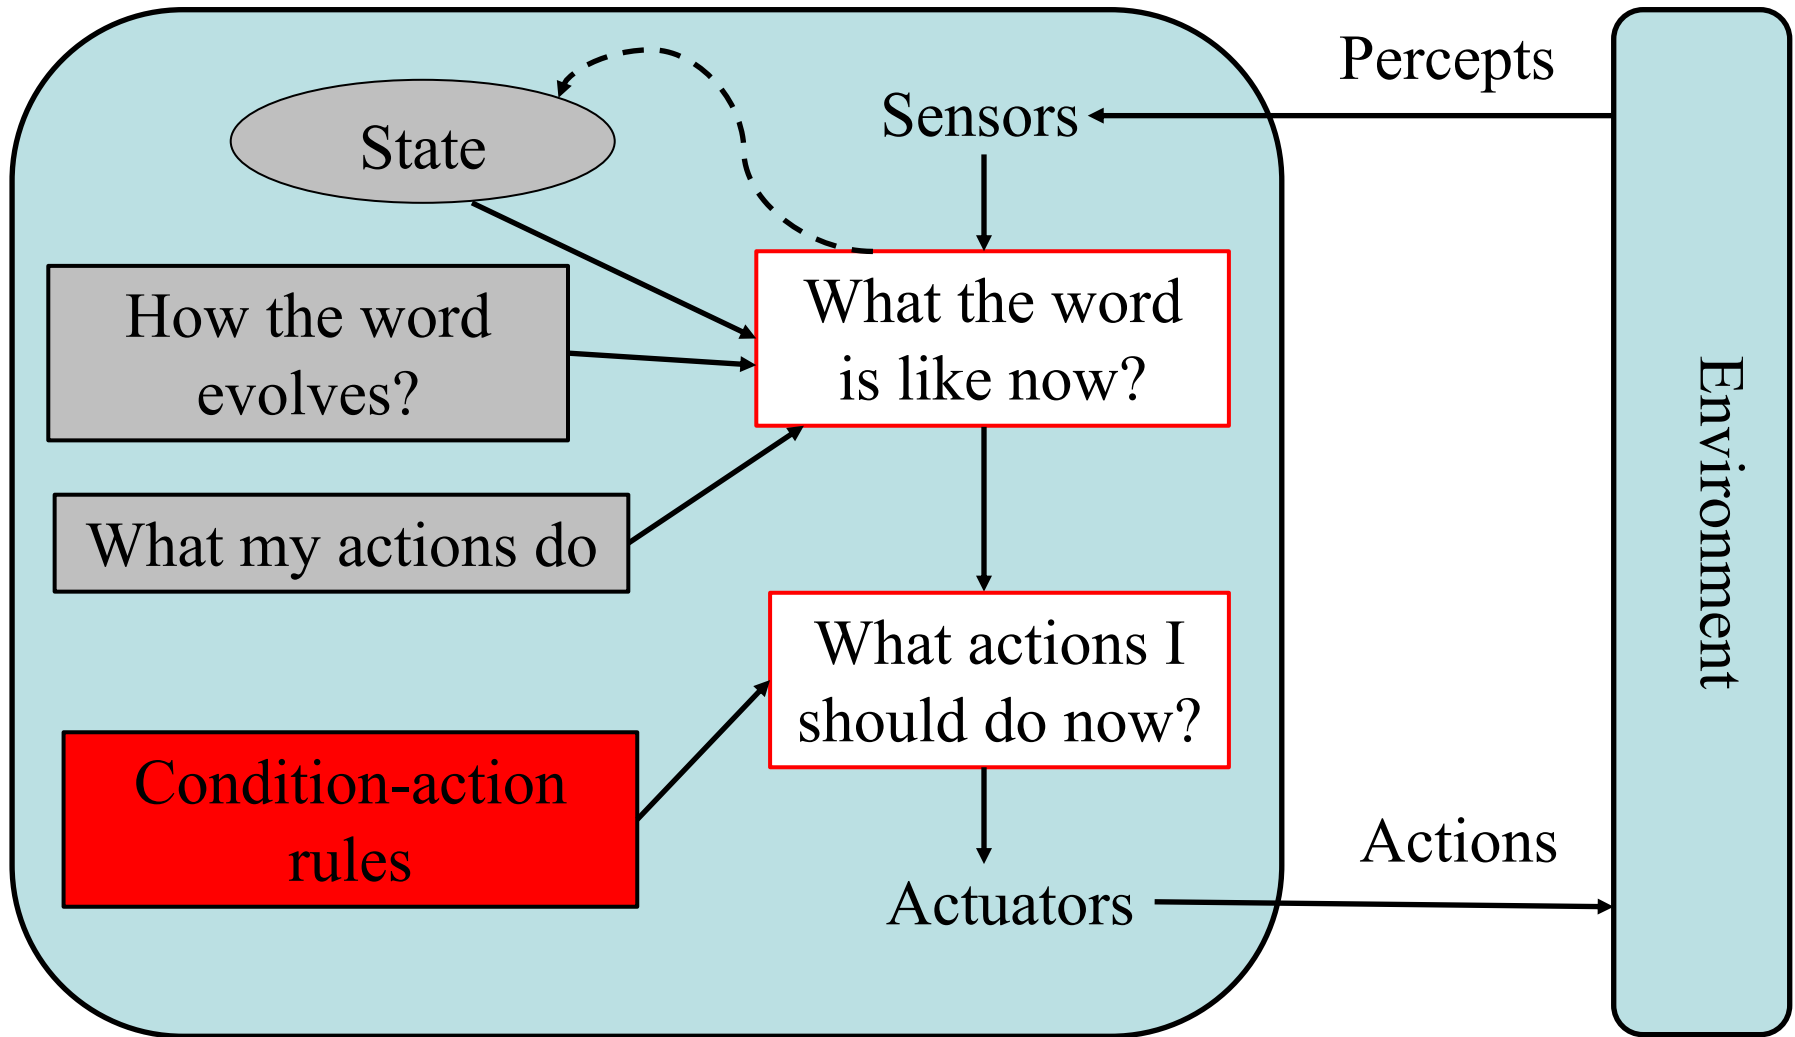 Percepts
Sensors
State
What the word
is like now?
How the word
evolves?
What my actions do
What actions I
should do now?
Condition-action
rules
Actions
Actuators
Environment